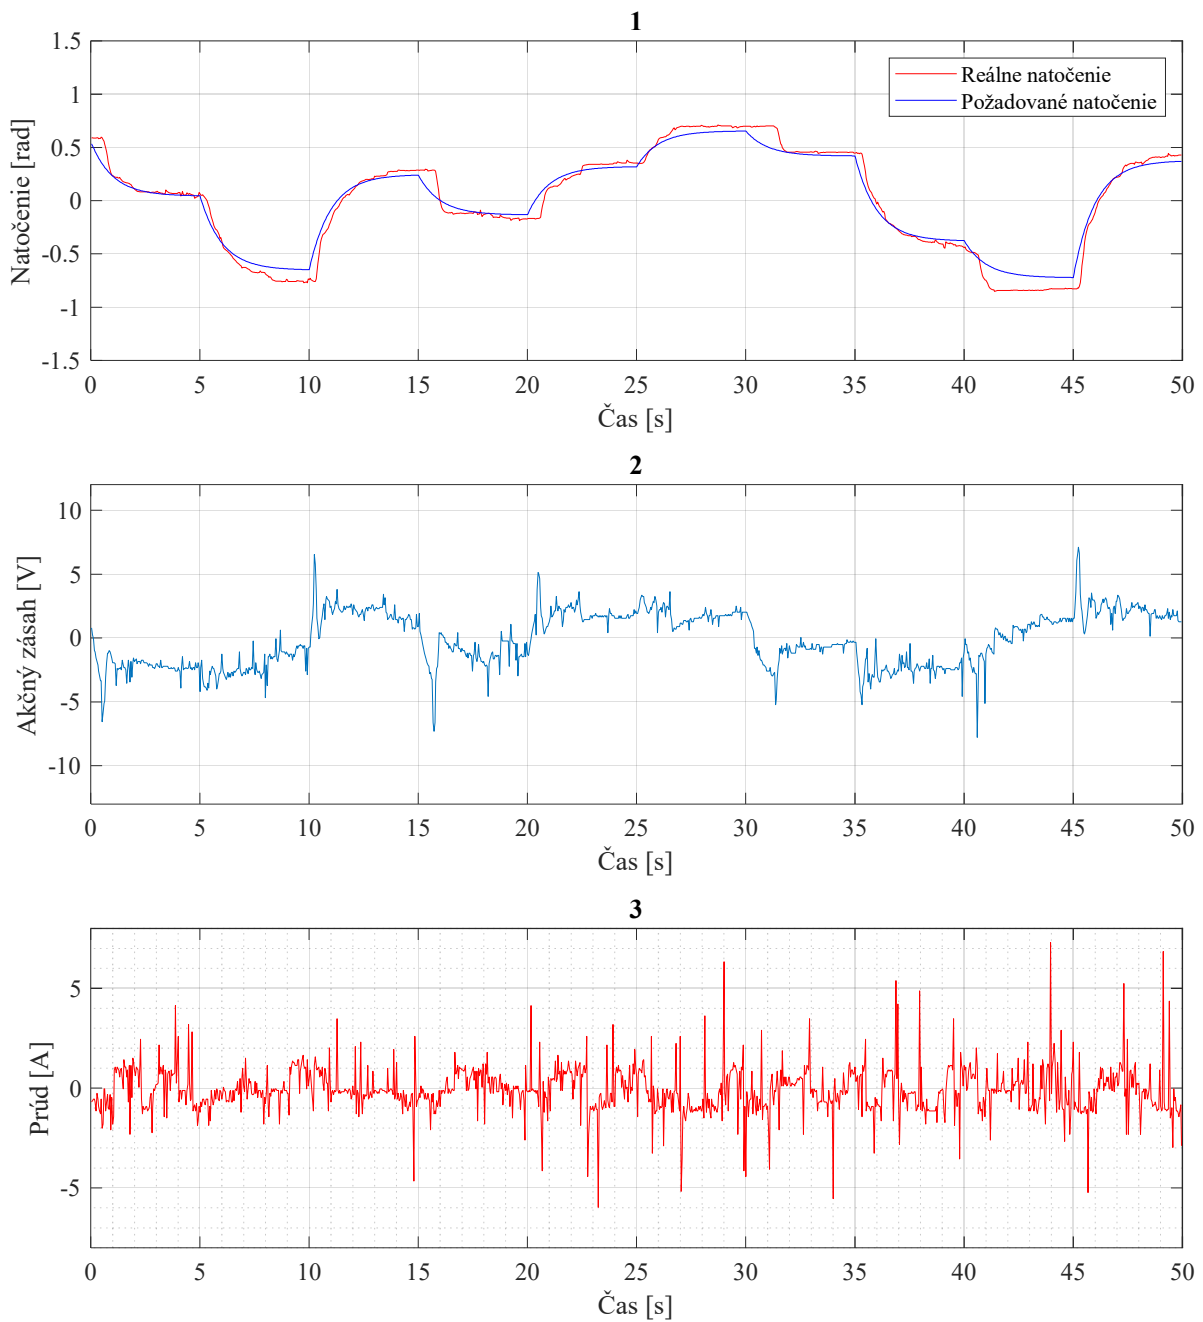 1
1.5
1
0.5
0
-0.5
-1
-1.5
Natočenie [rad]
Reálne natočenie
Požadované natočenie
0 5 10 15 20 25 30 35 40 45 50
Čas [s]
2
10
5
0
-5
-10
Akčný zásah [V]
0 5 10 15 20 25 30 35 40 45 50
Čas [s]
3
5
0
-5
Prúd [A]
0 5 10 15 20 25 30 35 40 45 50
Čas [s]